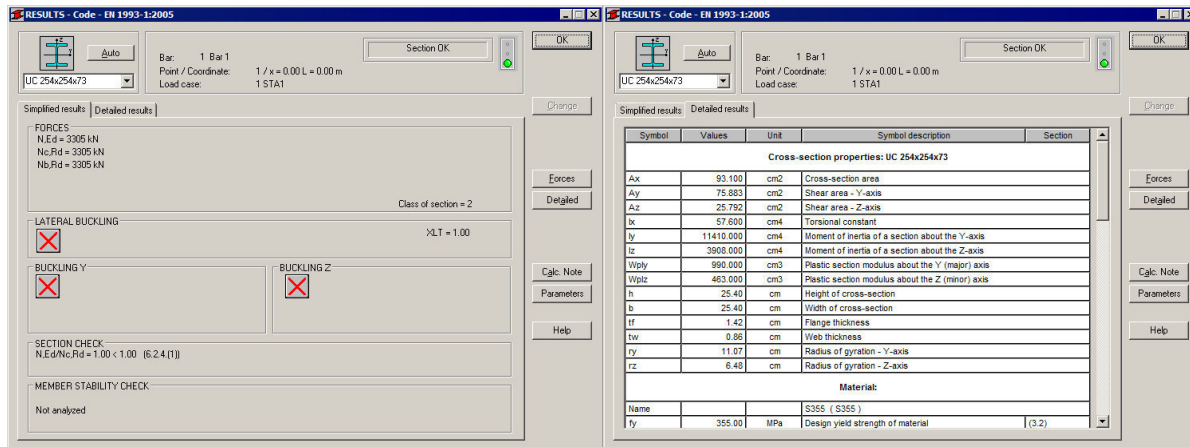 RESULTS - Code - EN 1993-1:2005
Auto
UC 254x254x73
Bar: 1 Bar 1
Point / Coordinate: 1 / x = 0.00 L = 0.00 m
Load case: 1 STA1
Section OK
OK
Simplified results Detailed results
Change
FORCES
N,Ed = 3305 kN
Nc,Rd = 3305 kN
Nb,Rd = 3305 kN
Class of section = 2
Forces
Detailed
LATERAL BUCKLING
XLT = 1.00
BUCKLING Y BUCKLING Z
Calc. Note
Parameters
Help
SECTION CHECK
N,Ed/Nc,Rd = 1.00 < 1.00 (6.2.4.(1))
MEMBER STABILITY CHECK
Not analyzed
RESULTS - Code - EN 1993-1:2005
Auto
UC 254x254x73
Bar: 1 Bar 1
Point / Coordinate: 1 / x = 0.00 L = 0.00 m
Load case: 1 STA1
Section OK
OK
Simplified results Detailed results
Change
Symbol Values Unit Symbol description Section
Cross-section properties: UC 254x254x73
Ax 93.100 cm2 Cross-section area
Ay 75.883 cm2 Shear area - Y-axis
Az 25.792 cm2 Shear area - Z-axis
Ix 57.600 cm4 Torsional constant
Iy 11410.000 cm4 Moment of inertia of a section about the Y-axis
Iz 3908.000 cm4 Moment of inertia of a section about the Z-axis
Wply 990.000 cm3 Plastic section modulus about the Y (major) axis
Wplz 463.000 cm3 Plastic section modulus about the Z (minor) axis
h 25.40 cm Height of cross-section
b 25.40 cm Width of cross-section
tf 1.42 cm Flange thickness
tw 0.86 cm Web thickness
ry 11.07 cm Radius of gyration - Y-axis
rz 6.48 cm Radius of gyration - Z-axis
Material:
Name S355 ( S355 )
fy 355.00 MPa Design yield strength of material (3.2)
Forces
Detailed
Calc. Note
Parameters
Help